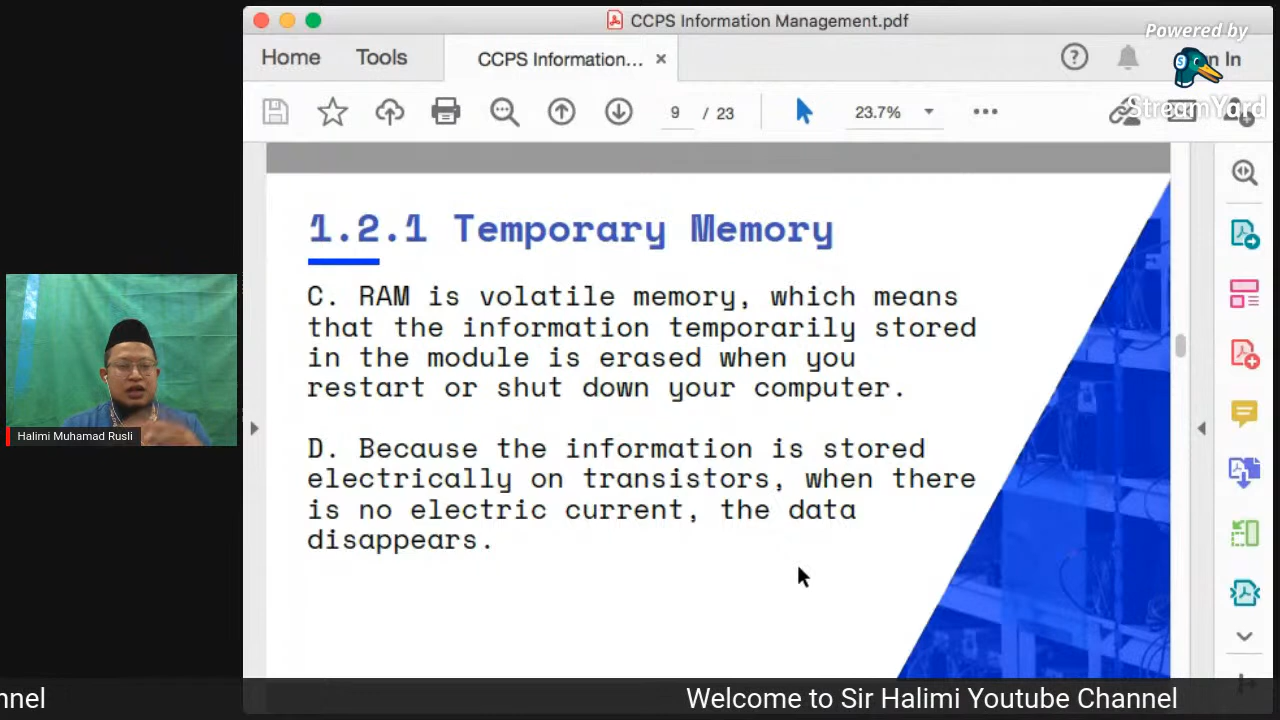 CCPS Information Management.pdf
Powered by
Home
Tools
CCPS Information...
In
StreamYard
9 / 23
23.7%
1.2.1 Temporary Memory
C. RAM is volatile memory, which means
that the information temporarily stored
in the module is erased when you
restart or shut down your computer.
D. Because the information is stored
electrically on transistors, when there
is no electric current, the data
disappears.
Halimi Muhamad Rusli
nnel
Welcome to Sir Halimi Youtube Channel